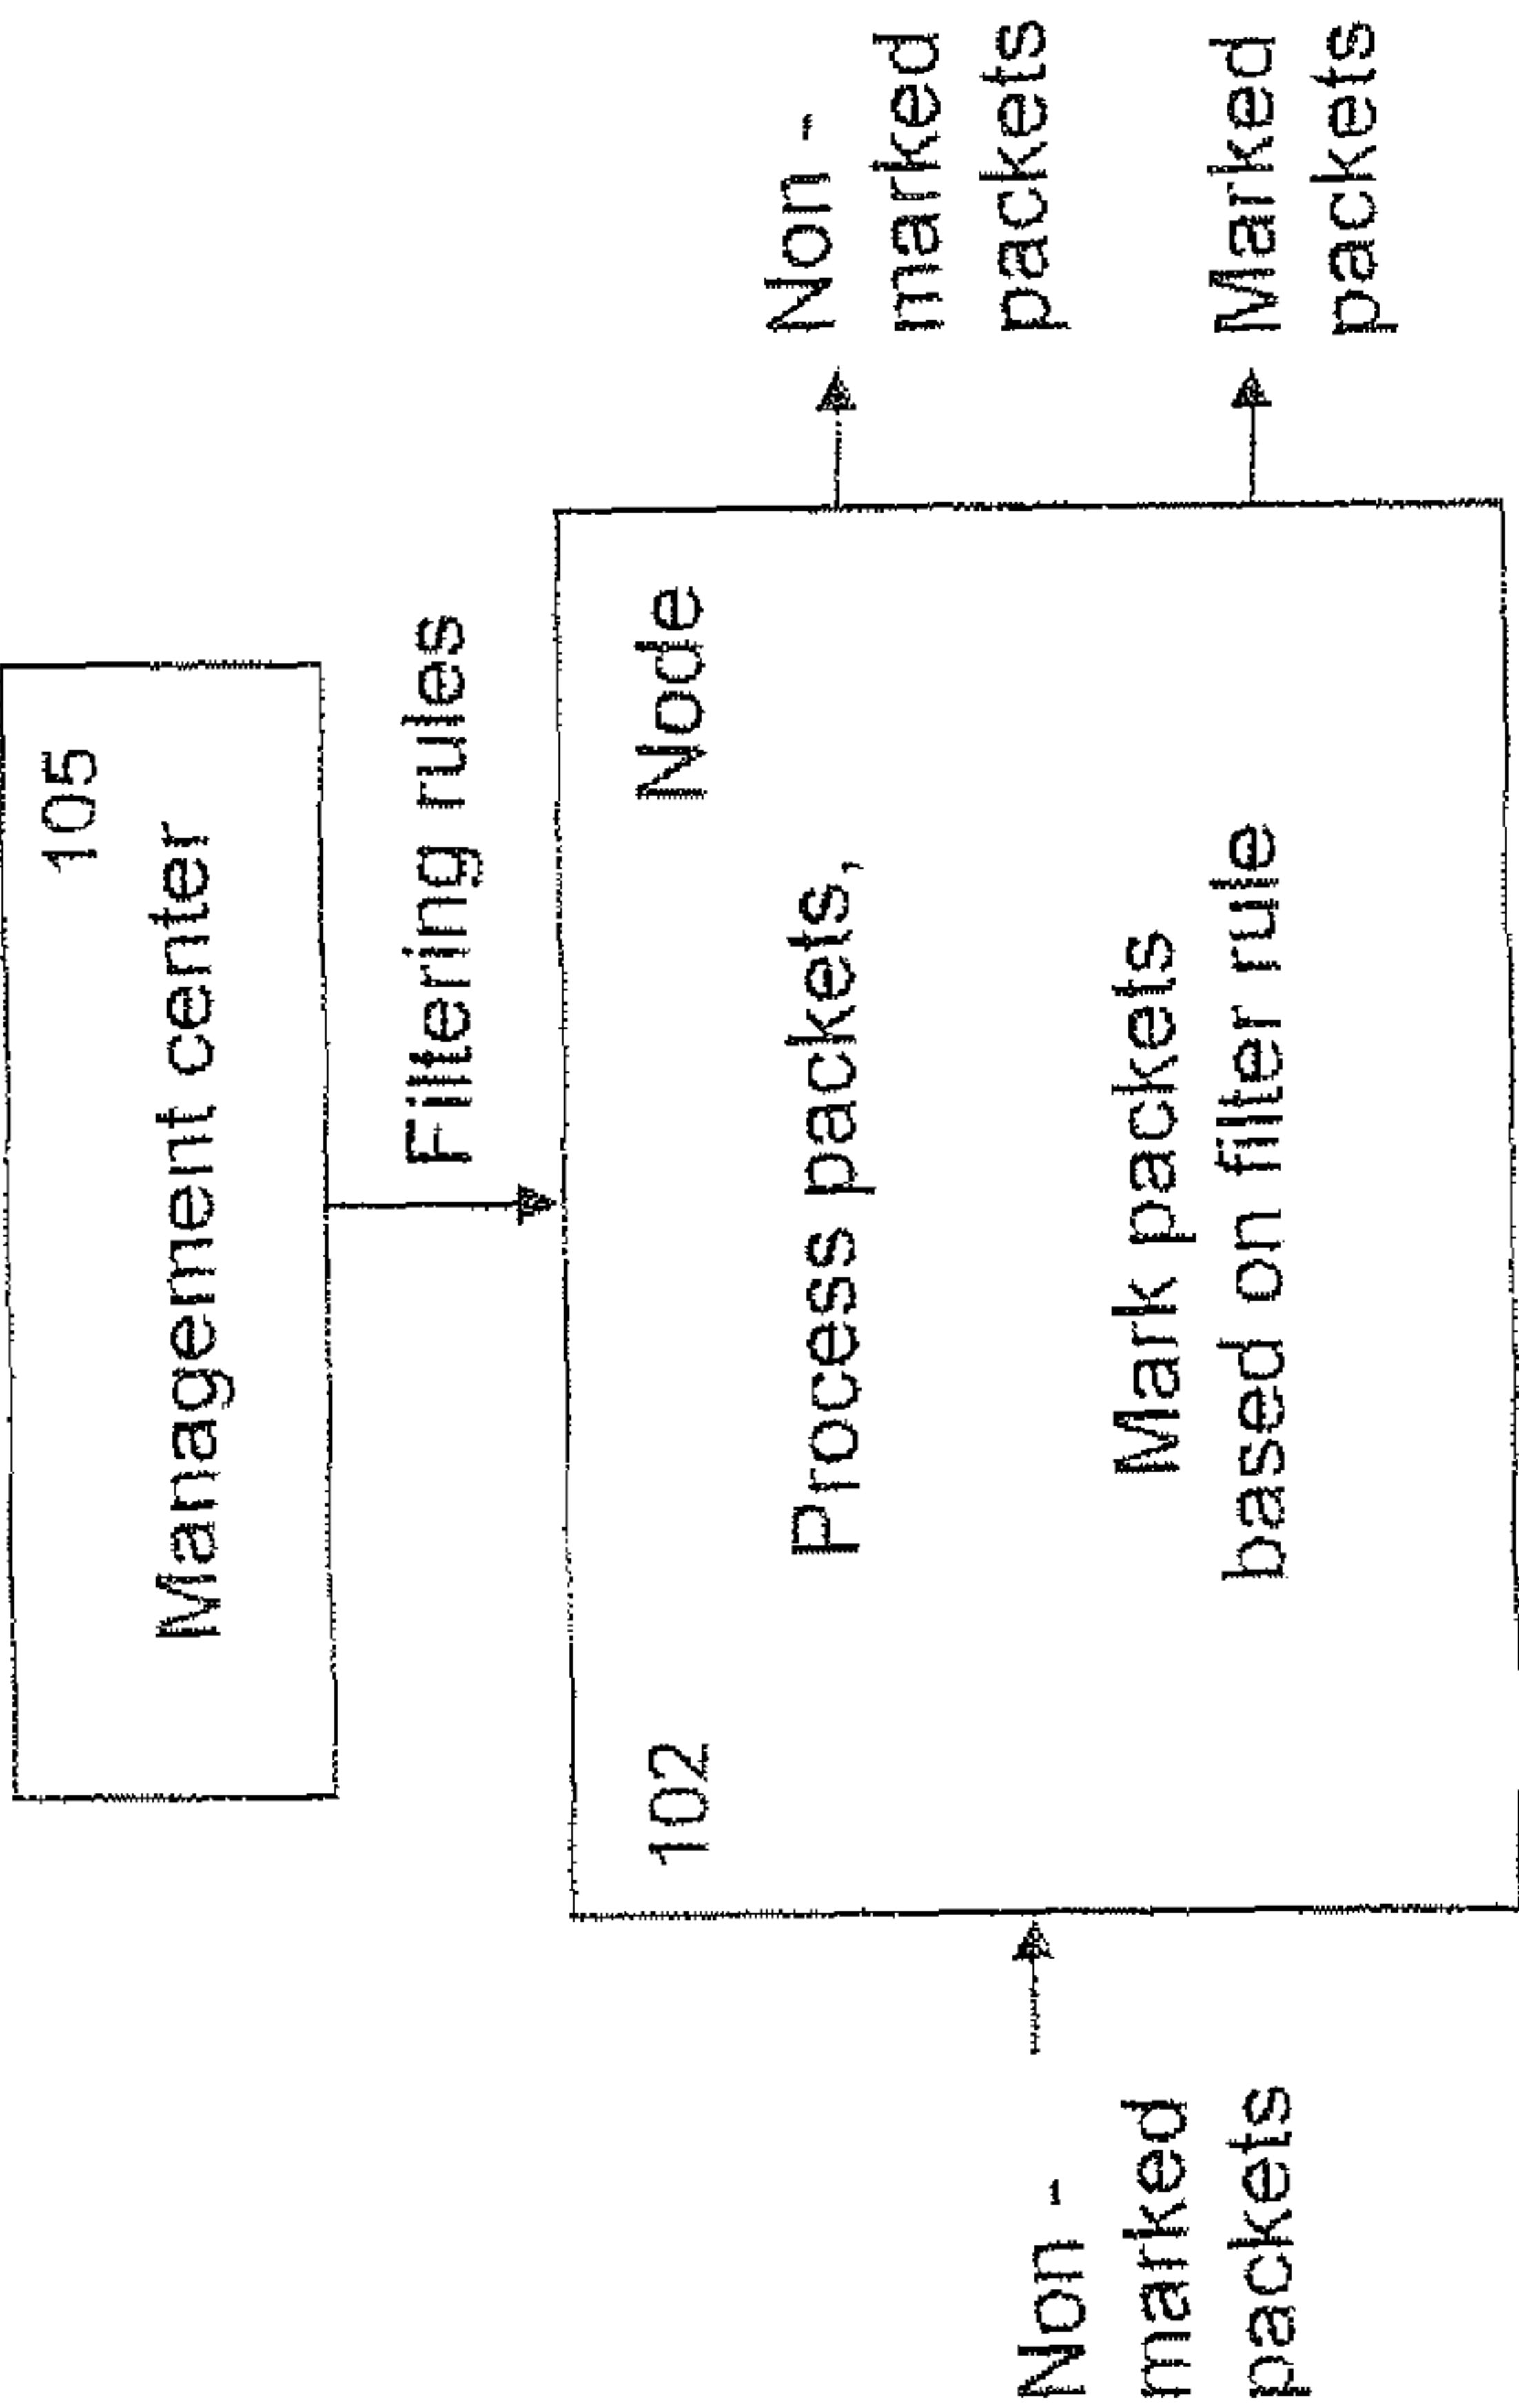 105
Management center
Filtering rules
102
Node
Process packets,
Mark packets
based on filter rule
Non -
marked
packets
Non -
marked
packets
Marked
packets